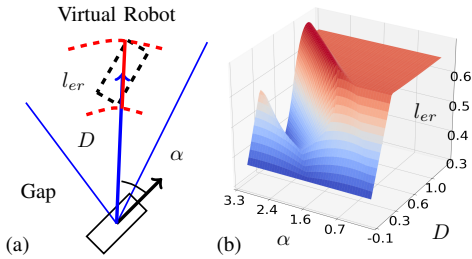 Virtual Robot
l_er
D
α
Gap
(a)
0.6
0.5
l_er
0.4
0.3
3.3
2.4
1.6
0.7
-0.1
0.3
0.6
1.0
α
D
(b)